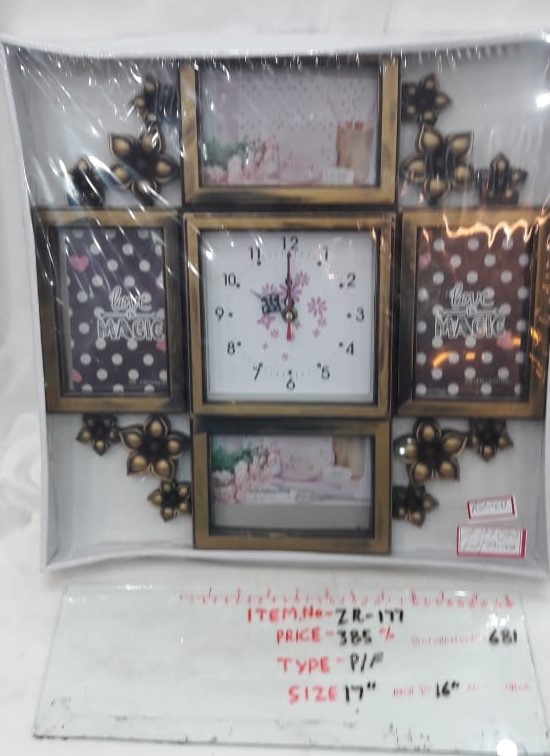 12
11 1
10 2
9 3
8 4
7 5
6
love
MAGIC
love
MAGIC
ITEM.No-ZR-177
PRICE-385 % 681
TYPE-P/F
SIZE 17" 16"